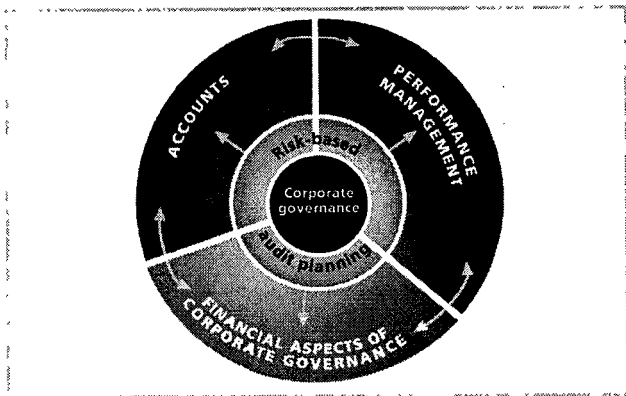 ACCOUNTS
PERFORMANCE
MANAGEMENT
Risk-based
Corporate
governance
audit planning
FINANCIAL ASPECTS OF
CORPORATE GOVERNANCE